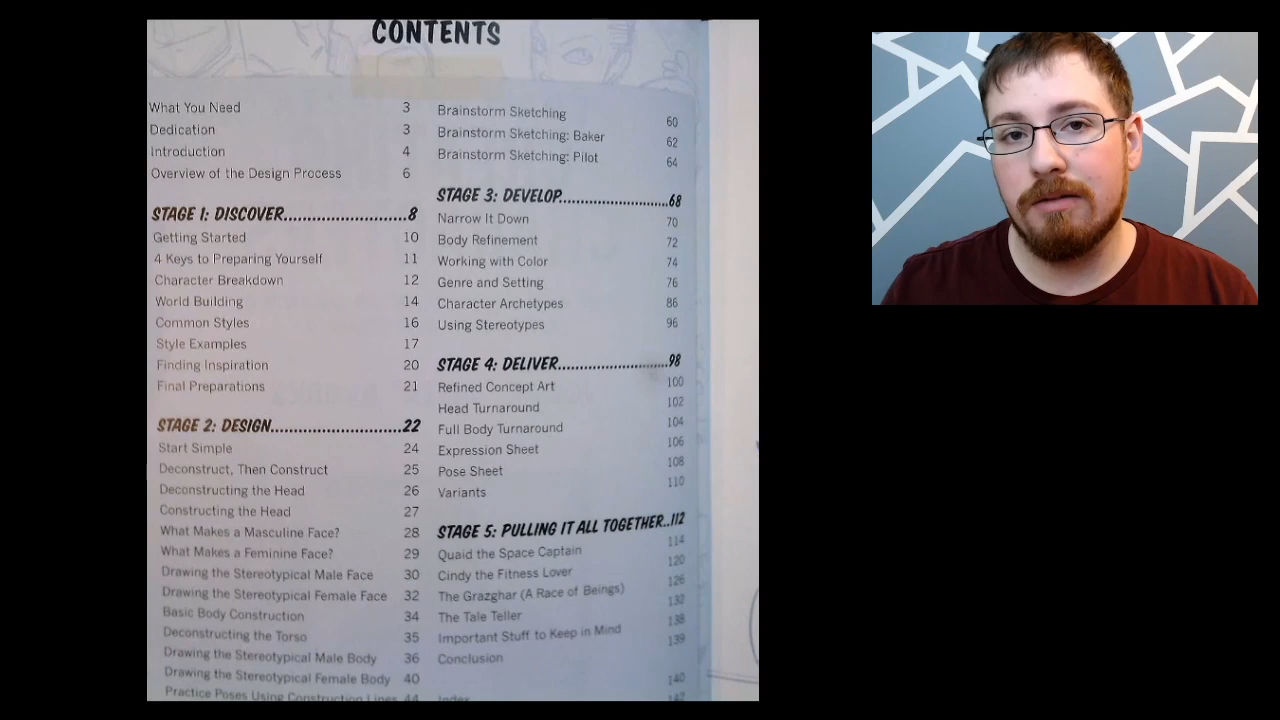 CONTENTS
What You Need 3
Dedication 3
Introduction 4
Overview of the Design Process 6
STAGE 1: DISCOVER........................8
Getting Started 10
4 Keys to Preparing Yourself 11
Character Breakdown 12
World Building 14
Common Styles 16
Style Examples 17
Finding Inspiration 20
Final Preparations 21
STAGE 2: DESIGN..........................22
Start Simple 24
Deconstruct, Then Construct 25
Deconstructing the Head 26
Constructing the Head 27
What Makes a Masculine Face? 28
What Makes a Feminine Face? 29
Drawing the Stereotypical Male Face 30
Drawing the Stereotypical Female Face 32
Basic Body Construction 34
Deconstructing the Torso 35
Drawing the Stereotypical Male Body 36
Drawing the Stereotypical Female Body 40
Practice Poses Using Construction Lines 44
Brainstorm Sketching 60
Brainstorm Sketching: Baker 62
Brainstorm Sketching: Pilot 64
STAGE 3: DEVELOP........................68
Narrow It Down 70
Body Refinement 72
Working with Color 74
Genre and Setting 76
Character Archetypes 86
Using Stereotypes 96
STAGE 4: DELIVER........................98
Refined Concept Art 100
Head Turnaround 102
Full Body Turnaround 104
Expression Sheet 106
Pose Sheet 108
Variants 110
STAGE 5: PULLING IT ALL TOGETHER..112
Quaid the Space Captain 114
Cindy the Fitness Lover 120
The Grazghar (A Race of Beings) 126
The Tale Teller 132
Important Stuff to Keep in Mind 138
Conclusion 139
Index 140
142